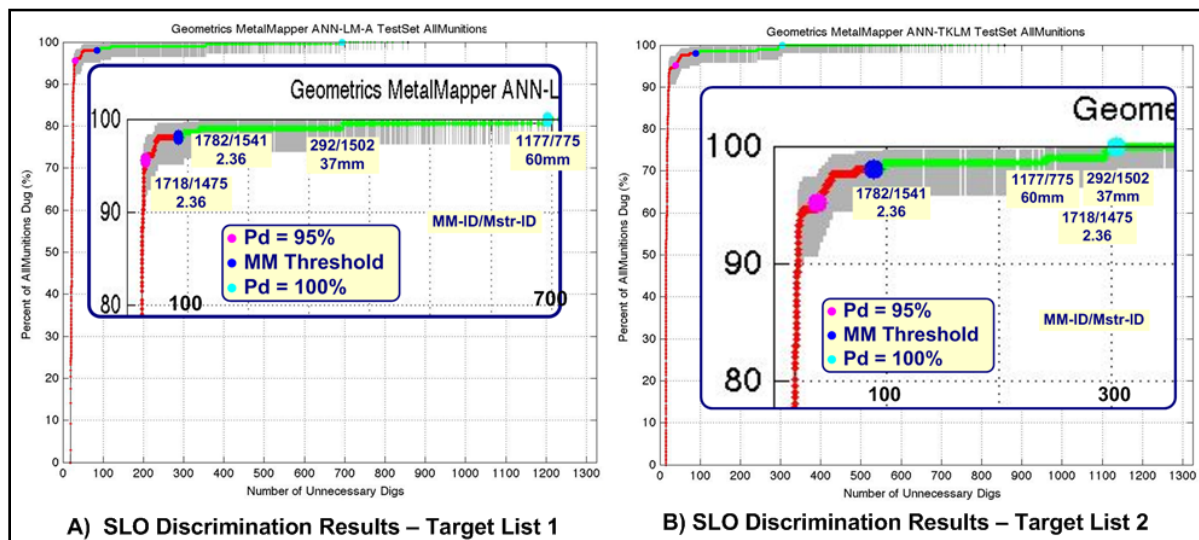 Geometrics MetalMapper ANN-LM-A TestSet AllMunitions
Percent of AllMunitions Dug (%)
100
90
80
70
60
50
40
30
20
10
0
Geometrics MetalMapper ANN-L
100
90
80
1782/1541
2.36
292/1502
37mm
1177/775
60mm
1718/1475
2.36
MM-ID/Mstr-ID
Pd = 95%
MM Threshold
Pd = 100%
100
700
0 100 200 300 400 500 600 700 800 900 1000 1100 1200 1300
Number of Unnecessary Digs
A) SLO Discrimination Results – Target List 1
Geometrics MetalMapper ANN-TKLM TestSet AllMunitions
Percent of AllMunitions Dug (%)
100
90
80
70
60
50
40
30
20
10
0
Geome
100
90
80
1782/1541
2.36
1177/775
60mm
292/1502
37mm
1718/1475
2.36
MM-ID/Mstr-ID
Pd = 95%
MM Threshold
Pd = 100%
100
300
0 100 200 300 400 500 600 700 800 900 1000 1100 1200 1300
Number of Unnecessary Digs
B) SLO Discrimination Results – Target List 2